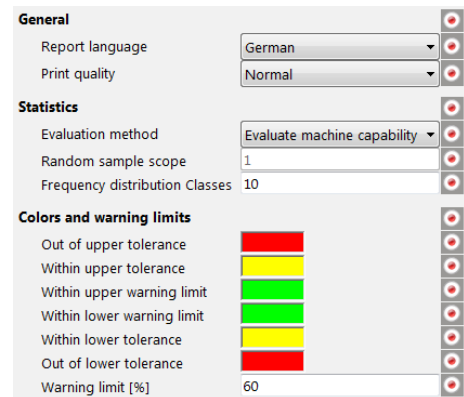 General
Report language German
Print quality Normal
Statistics
Evaluation method Evaluate machine capability
Random sample scope 1
Frequency distribution Classes 10
Colors and warning limits
Out of upper tolerance
Within upper tolerance
Within upper warning limit
Within lower warning limit
Within lower tolerance
Out of lower tolerance
Warning limit [%] 60